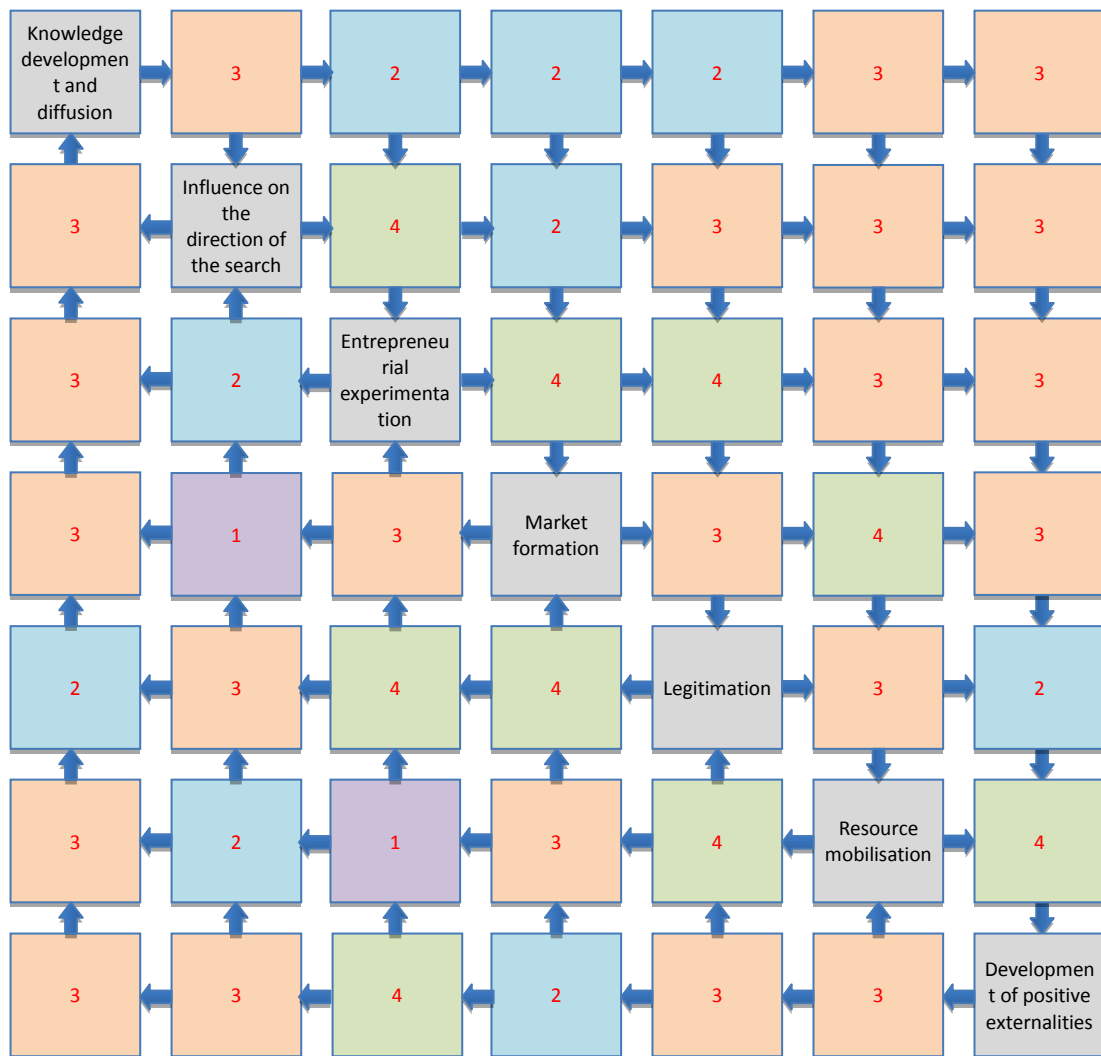 Knowledge
developmen
t and
diffusion
3
2
2
2
3
3
3
Influence on
the
direction of
the search
4
2
3
3
3
3
2
Entrepreneu
rial
experimenta
tion
4
4
3
3
3
1
3
Market
formation
3
4
3
2
3
4
4
Legitimation
3
2
3
2
1
3
4
Resource
mobilisation
4
3
3
4
2
3
3
Developmen
t of positive
externalities